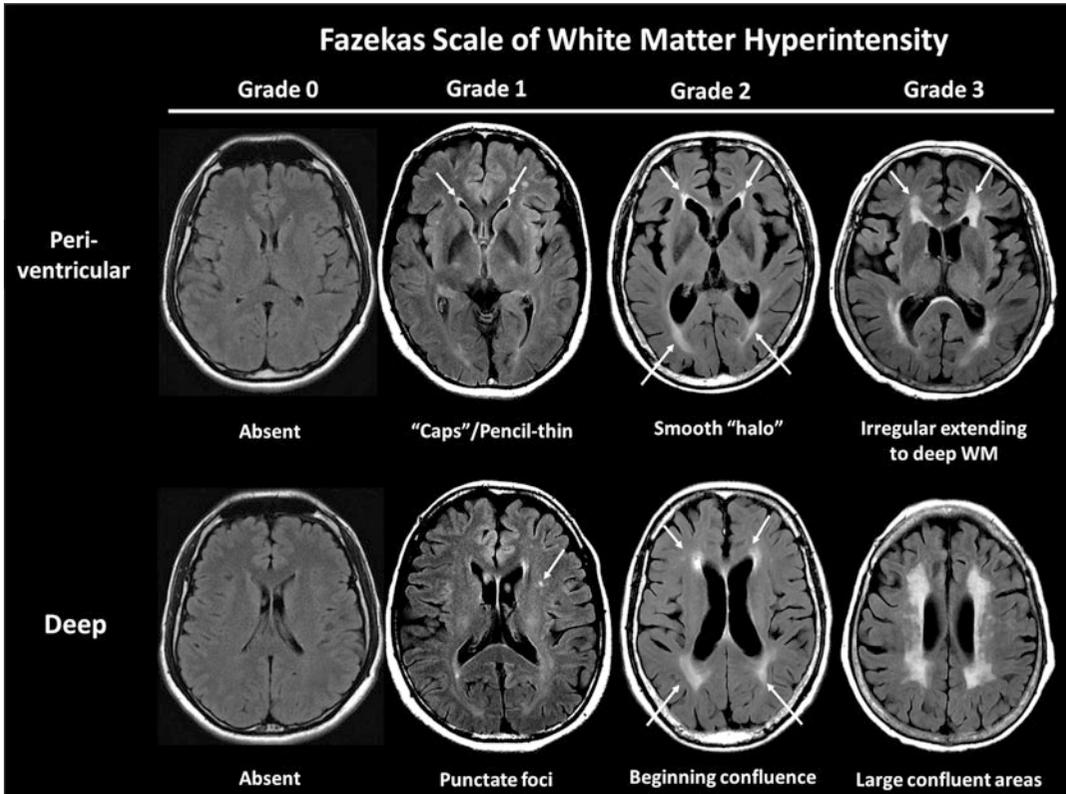 Fazekas Scale of White Matter Hyperintensity
Grade 0 Grade 1 Grade 2 Grade 3
Peri-
ventricular
Absent "Caps"/Pencil-thin Smooth "halo" Irregular extending
to deep WM
Deep
Absent Punctate foci Beginning confluence Large confluent areas